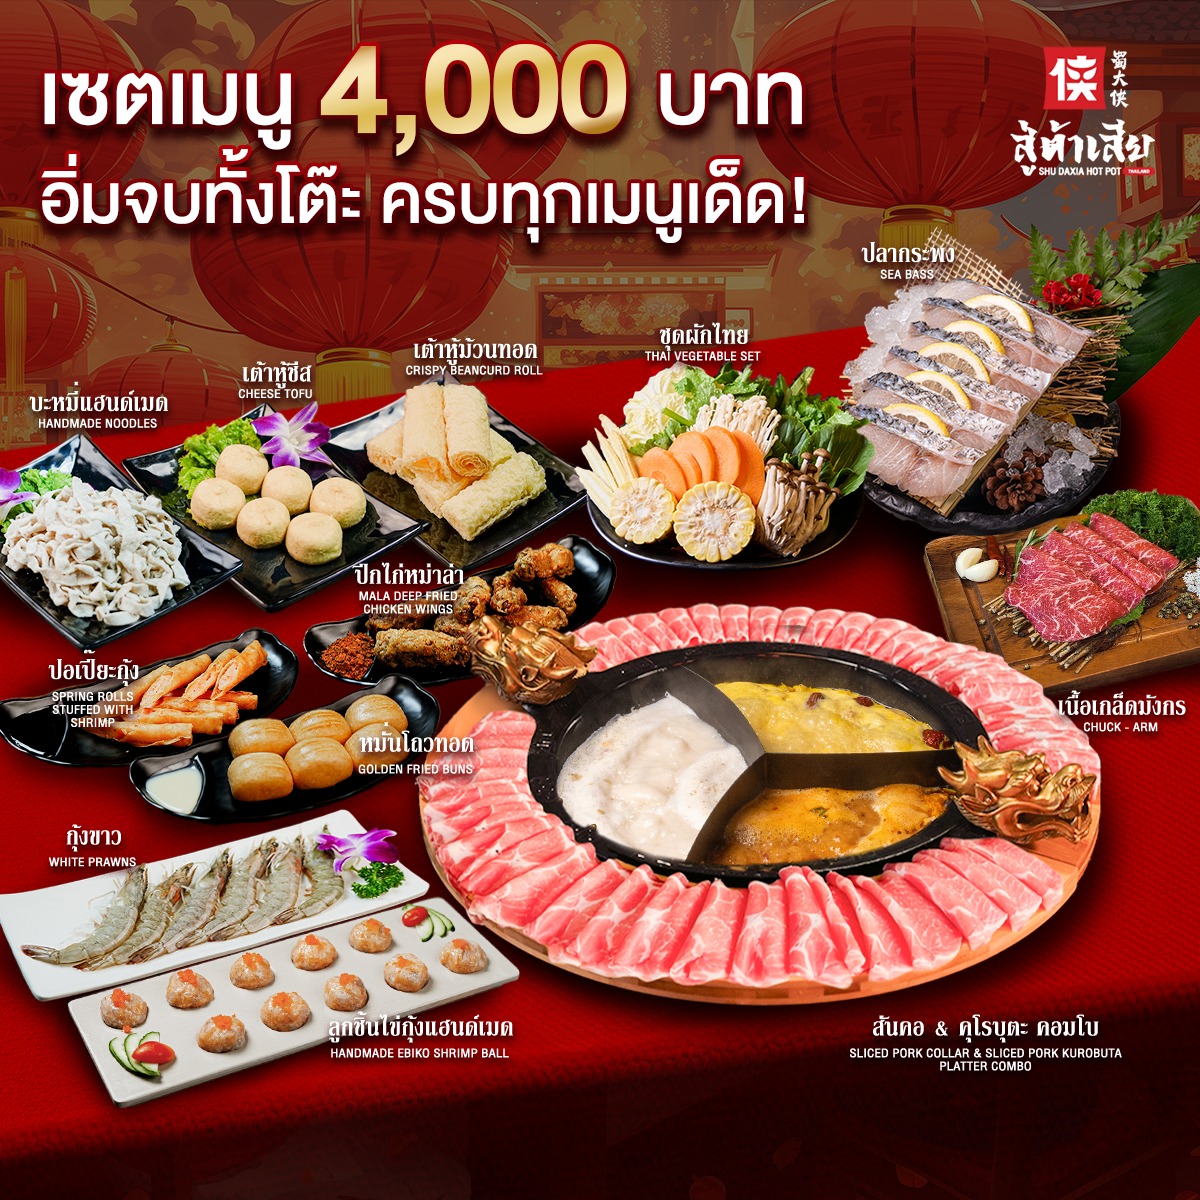 เซตเมนู 4,000 บาท
อิ่มจบทั้งโต๊ะ ครบทุกเมนูเด็ด!
侠
蜀大侠
สู่ต้าเสีย
SHU DAXIA HOT POT THAILAND
ปลากระพง
SEA BASS
ชุดผักไทย
THAI VEGETABLE SET
เต้าหู้ม้วนทอด
CRISPY BEANCURD ROLL
เต้าหู้ชีส
CHEESE TOFU
บะหมี่แฮนด์เมด
HANDMADE NOODLES
ปีกไก่หม่าล่า
MALA DEEP FRIED
CHICKEN WINGS
ปอเปี๊ยะกุ้ง
SPRING ROLLS
STUFFED WITH
SHRIMP
หมั่นโถวทอด
GOLDEN FRIED BUNS
เนื้อเกล็ดมังกร
CHUCK - ARM
กุ้งขาว
WHITE PRAWNS
ลูกชิ้นไข่กุ้งแฮนด์เมด
HANDMADE EBIKO SHRIMP BALL
สันคอ & คุโรบุตะ คอมโบ
SLICED PORK COLLAR & SLICED PORK KUROBUTA
PLATTER COMBO